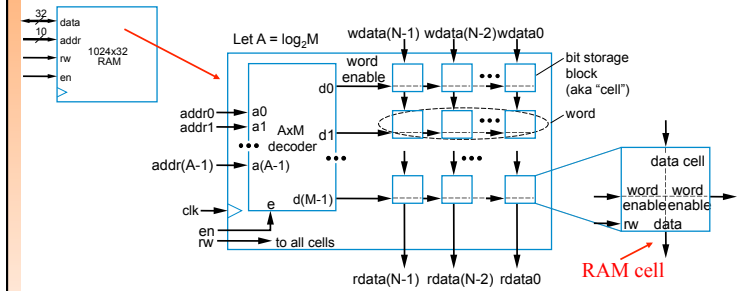 32
data
10
addr
1024x32
RAM
rw
en
Let A = log2M
wdata(N-1) wdata(N-2) wdata0
word
enable
bit storage
block
(aka “cell”)
word
d0
addr0
a0
addr1
a1
AxM
decoder
d1
addr(A-1)
a(A-1)
d(M-1)
clk
e
en
rw
to all cells
rdata(N-1) rdata(N-2) rdata0
data cell
word word
enable enable
rw data
RAM cell